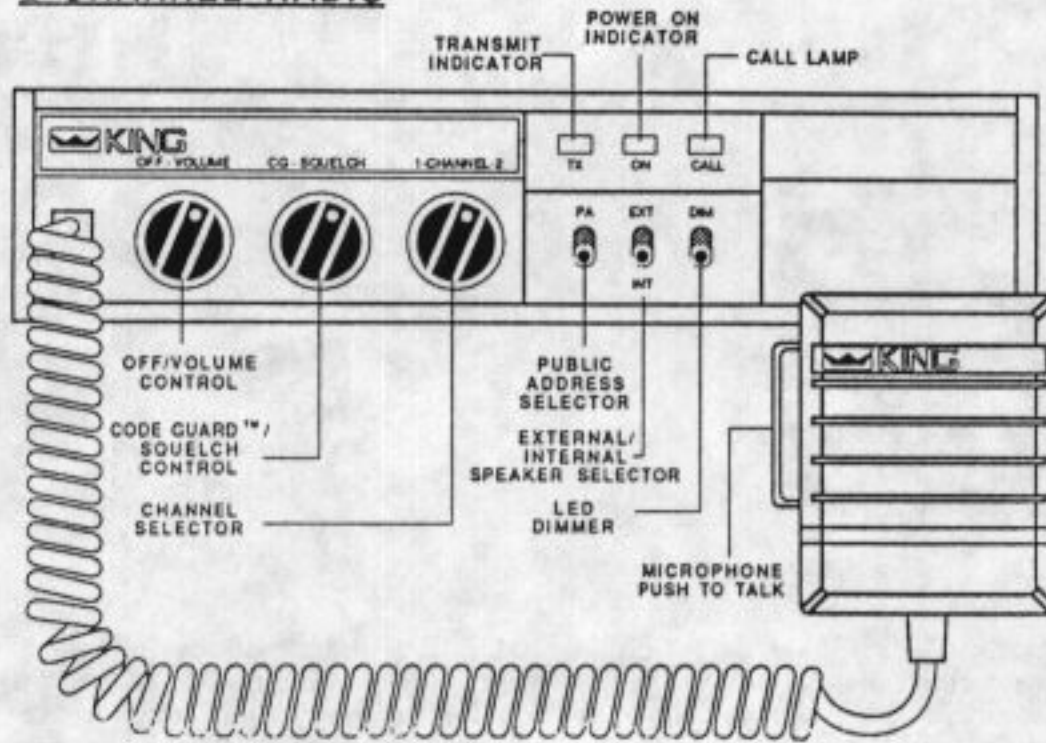 CHANNEL RADIO
POWER ON
INDICATOR
TRANSMIT
INDICATOR
CALL LAMP
KING
OFF-VOLUME CG-SQUELCH 1-CHANNEL-2
TX ON CALL
PA EXT DIM
INT
KING
OFF/VOLUME
CONTROL
CODE GUARD™/
SQUELCH
CONTROL
CHANNEL
SELECTOR
PUBLIC
ADDRESS
SELECTOR
EXTERNAL/
INTERNAL
SPEAKER SELECTOR
LED
DIMMER
MICROPHONE
PUSH TO TALK